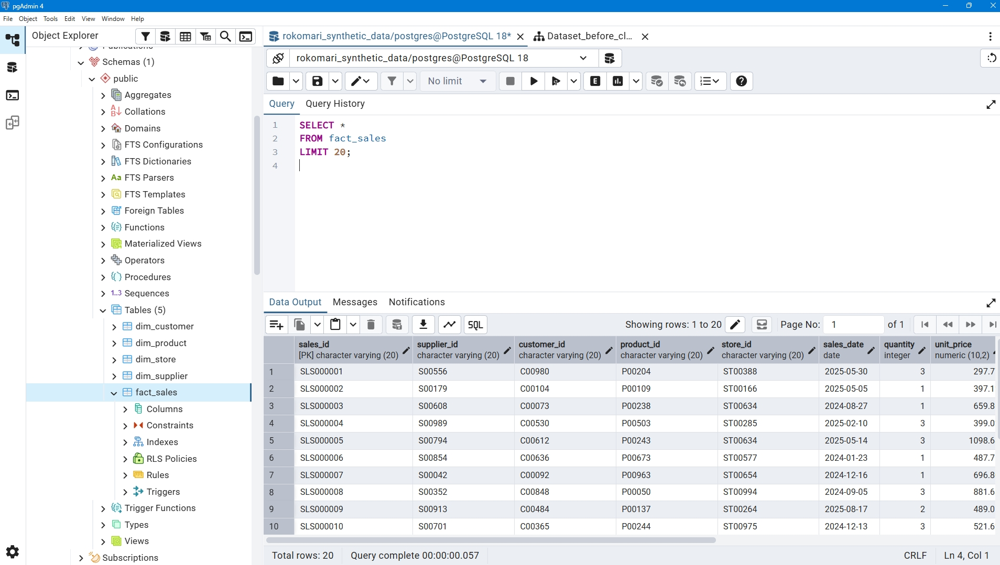 pgAdmin 4
File Object Tools Edit View Window Help
Object Explorer
Publications
Schemas (1)
public
Aggregates
Collations
Domains
FTS Configurations
FTS Dictionaries
Aa FTS Parsers
FTS Templates
Foreign Tables
Functions
Materialized Views
Operators
Procedures
1..3 Sequences
Tables (5)
dim_customer
dim_product
dim_store
dim_supplier
fact_sales
Columns
Constraints
Indexes
RLS Policies
Rules
Triggers
Trigger Functions
Types
Views
Subscriptions
rokomari_synthetic_data/postgres@PostgreSQL 18* Dataset_before_cl...
rokomari_synthetic_data/postgres@PostgreSQL 18
No limit E
Query Query History
1 SELECT *
2 FROM fact_sales
3 LIMIT 20;
4
Data Output Messages Notifications
SQL Showing rows: 1 to 20 Page No: 1 of 1
sales_id supplier_id customer_id product_id store_id sales_date quantity unit_price
[PK] character varying (20) character varying (20) character varying (20) character varying (20) character varying (20) date integer numeric (10,2)
1 SLS000001 S00556 C00980 P00204 ST00388 2025-05-30 3 297.7
2 SLS000002 S00179 C00104 P00109 ST00166 2025-05-05 1 397.1
3 SLS000003 S00608 C00073 P00238 ST00634 2024-08-27 1 659.8
4 SLS000004 S00989 C00530 P00503 ST00285 2025-02-10 3 399.0
5 SLS000005 S00794 C00612 P00243 ST00634 2025-05-14 3 1098.6
6 SLS000006 S00854 C00636 P00673 ST00577 2024-01-23 1 487.7
7 SLS000007 S00042 C00092 P00963 ST00654 2024-12-16 1 696.8
8 SLS000008 S00352 C00848 P00050 ST00994 2024-09-05 3 881.6
9 SLS000009 S00913 C00484 P00137 ST00264 2025-08-17 2 489.0
10 SLS000010 S00701 C00365 P00244 ST00975 2024-12-13 3 521.6
Total rows: 20 Query complete 00:00:00.057 CRLF Ln 4, Col 1